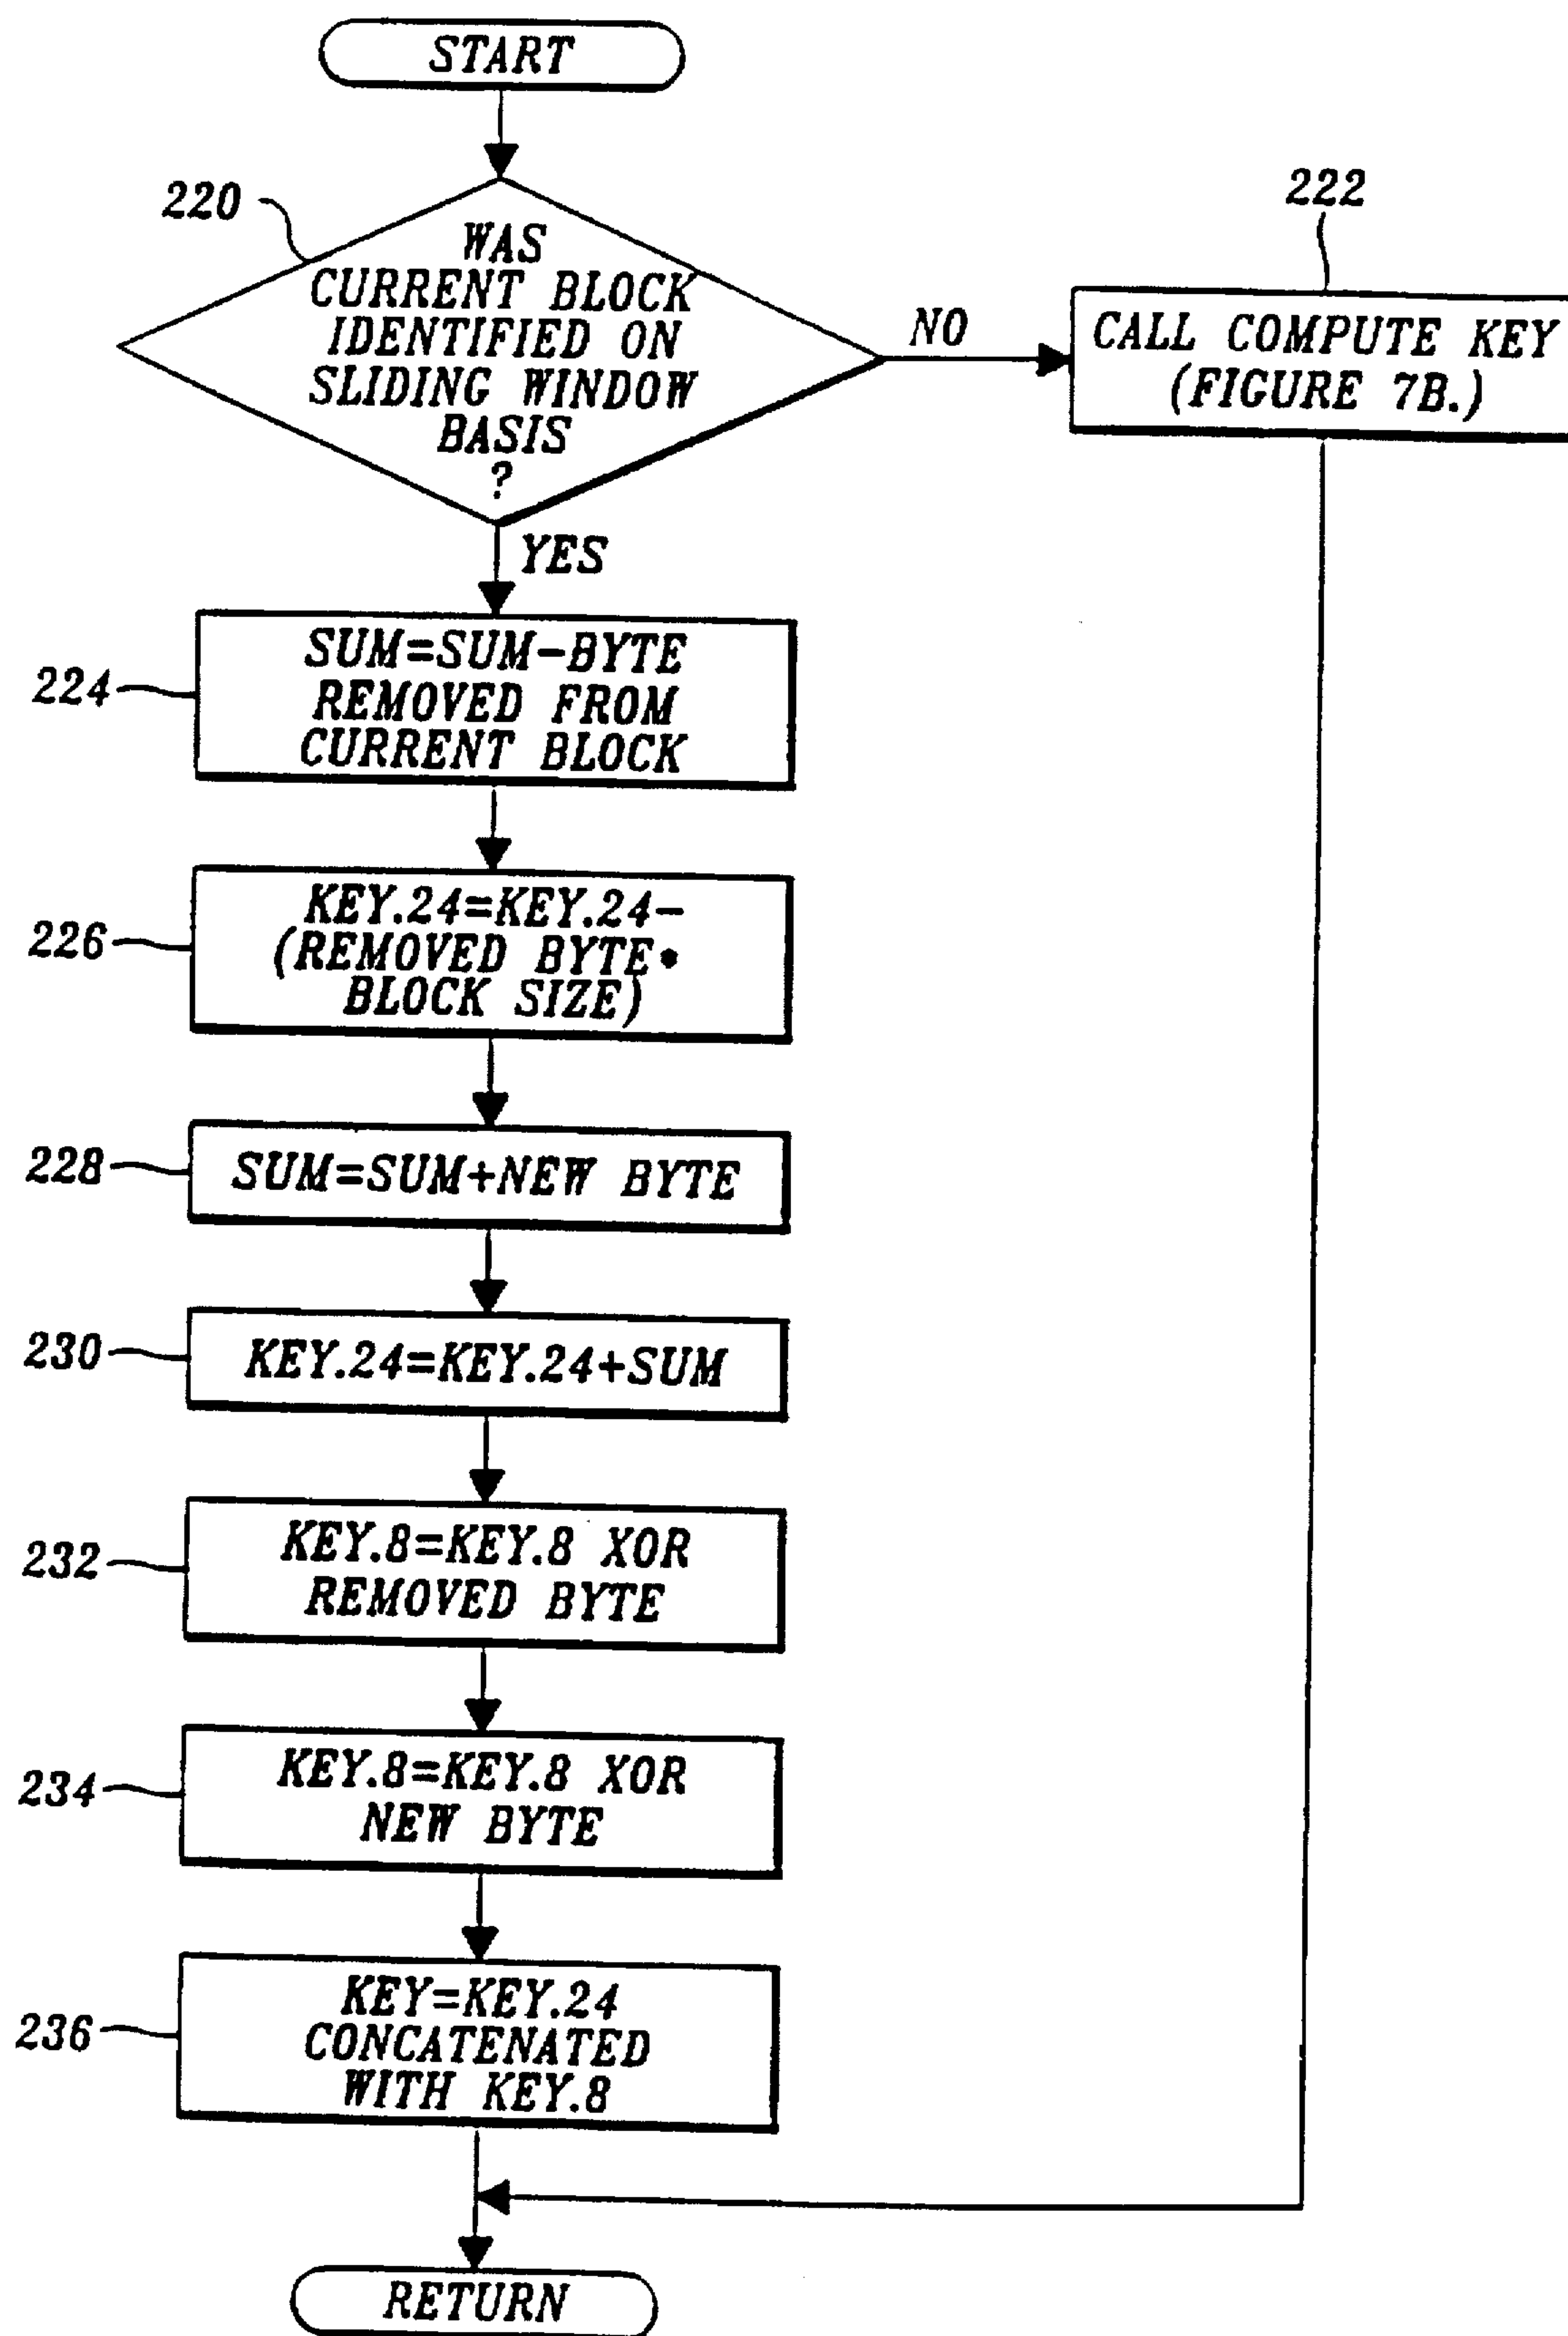 START
220
WAS
CURRENT BLOCK
IDENTIFIED ON
SLIDING WINDOW
BASIS
?
NO
222
CALL COMPUTE KEY
(FIGURE 7B.)
YES
224
SUM=SUM-BYTE
REMOVED FROM
CURRENT BLOCK
226
KEY.24=KEY.24-
(REMOVED BYTE*
BLOCK SIZE)
228
SUM=SUM+NEW BYTE
230
KEY.24=KEY.24+SUM
232
KEY.8=KEY.8 XOR
REMOVED BYTE
234
KEY.8=KEY.8 XOR
NEW BYTE
236
KEY=KEY.24
CONCATENATED
WITH KEY.8
RETURN